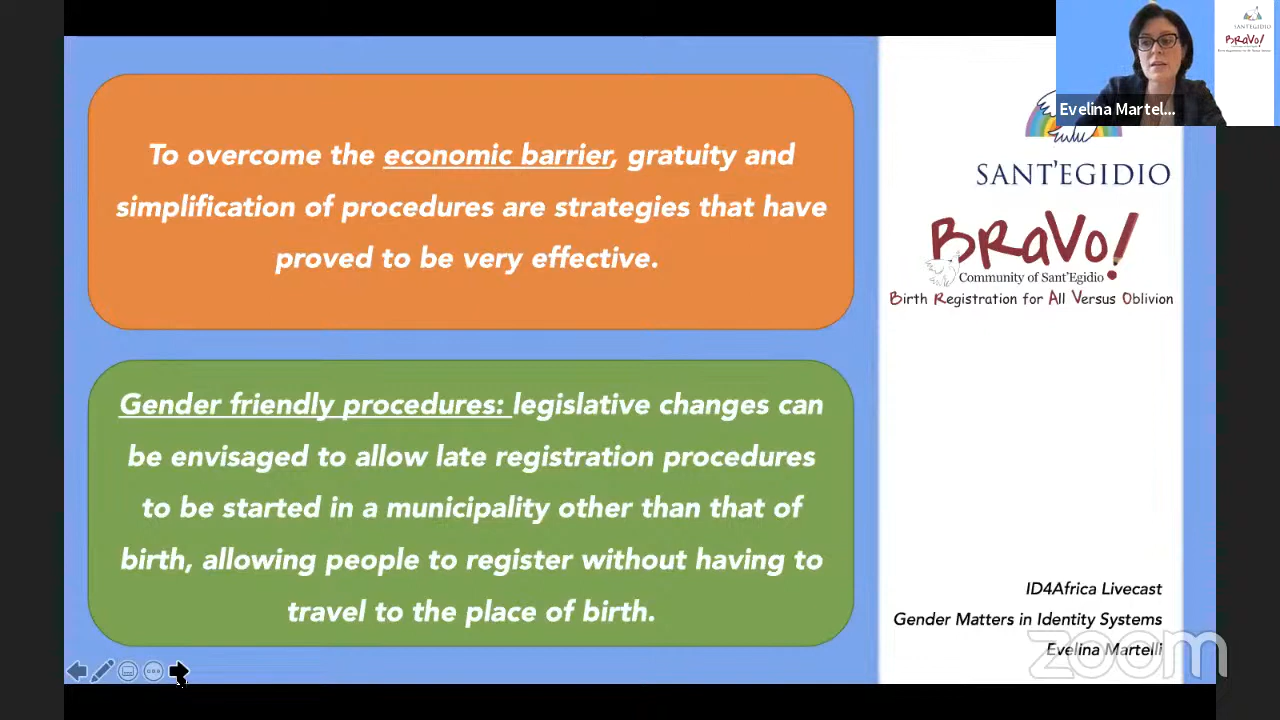 To overcome the economic barrier, gratuity and
simplification of procedures are strategies that have
proved to be very effective.
Gender friendly procedures: legislative changes can
be envisaged to allow late registration procedures
to be started in a municipality other than that of
birth, allowing people to register without having to
travel to the place of birth.
Evelina Martel...
SANT'EGIDIO
BRaVo!
SANT'EGIDIO
BRaVo!
Community of Sant'Egidio
Birth Registration for All Versus Oblivion
ID4Africa Livecast
Gender Matters in Identity Systems
Evelina Martelli
zoom